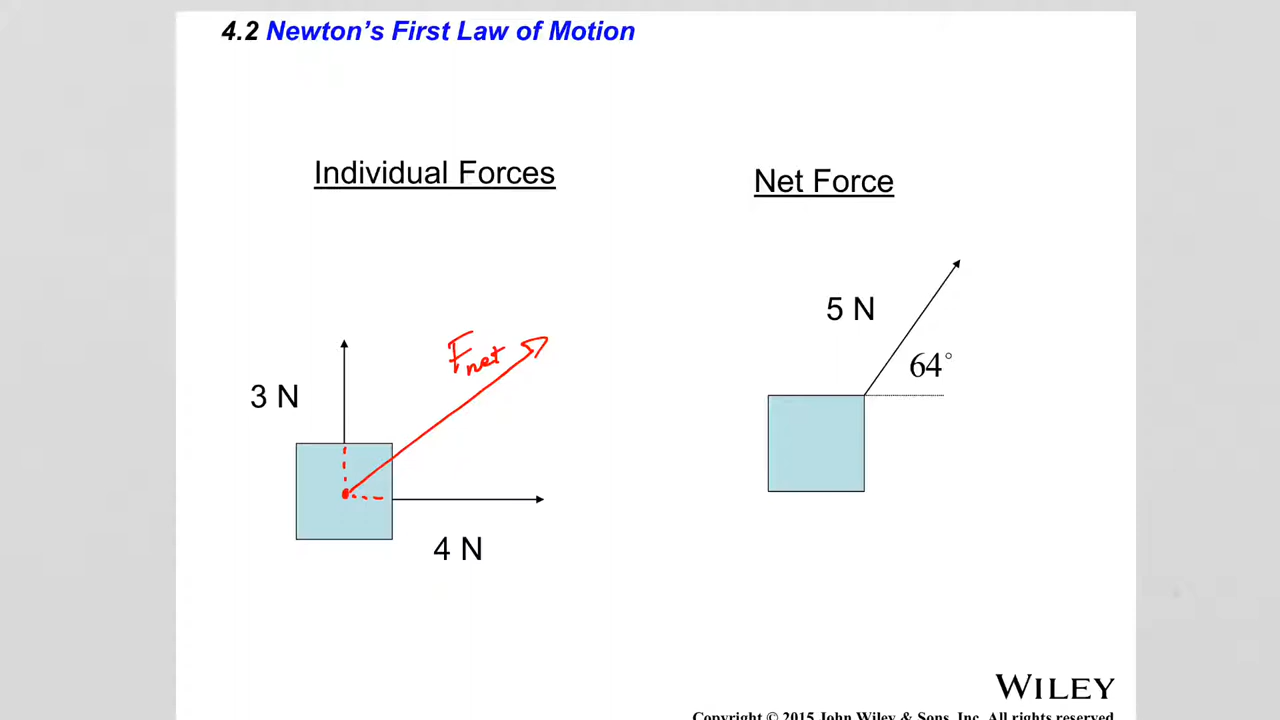 4.2 Newton's First Law of Motion
Individual Forces
Net Force
3 N
Fnet
4 N
5 N
64°
WILEY
Copyright © 2015 John Wiley & Sons, Inc. All rights reserved